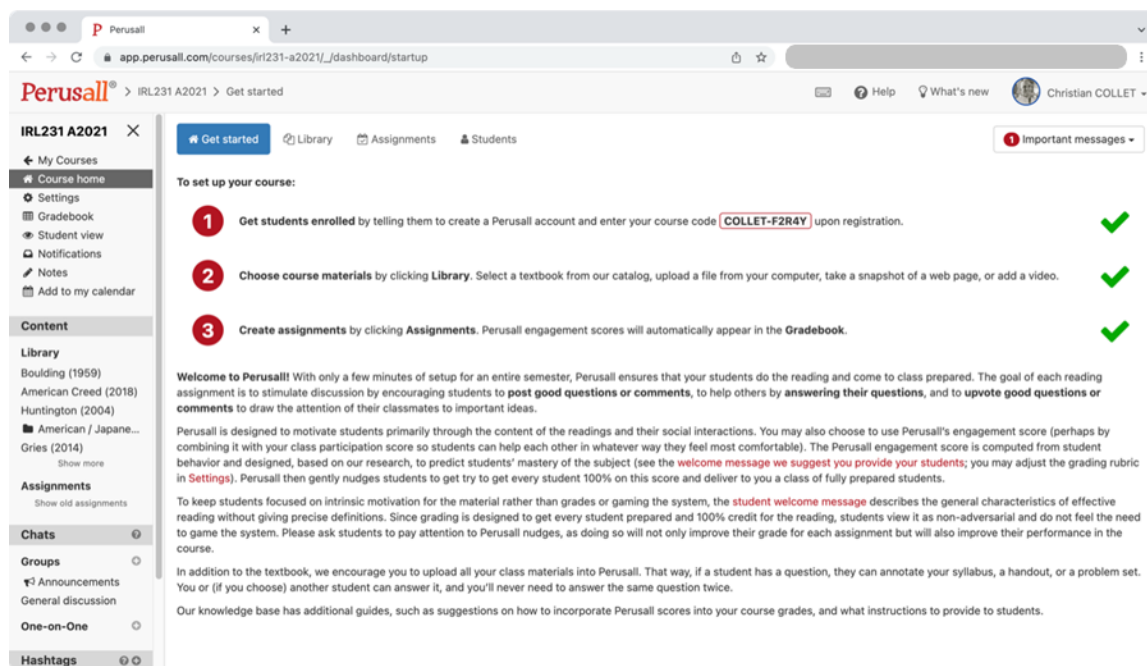 Perusall
app.perusall.com/courses/irl231-a2021/_/dashboard/startup
Perusall® > IRL231 A2021 > Get started
Help
What's new
Christian COLLET
IRL231 A2021
My Courses
Course home
Settings
Gradebook
Student view
Notifications
Notes
Add to my calendar
Content
Library
Boulding (1959)
American Creed (2018)
Huntington (2004)
American / Japane...
Gries (2014)
Show more
Assignments
Show old assignments
Chats
Groups
Announcements
General discussion
One-on-One
Hashtags
Get started
Library
Assignments
Students
1 Important messages
To set up your course:
1 Get students enrolled by telling them to create a Perusall account and enter your course code COLLET-F2R4Y upon registration.
2 Choose course materials by clicking Library. Select a textbook from our catalog, upload a file from your computer, take a snapshot of a web page, or add a video.
3 Create assignments by clicking Assignments. Perusall engagement scores will automatically appear in the Gradebook.
Welcome to Perusall! With only a few minutes of setup for an entire semester, Perusall ensures that your students do the reading and come to class prepared. The goal of each reading
assignment is to stimulate discussion by encouraging students to post good questions or comments, to help others by answering their questions, and to upvote good questions or
comments to draw the attention of their classmates to important ideas.
Perusall is designed to motivate students primarily through the content of the readings and their social interactions. You may also choose to use Perusall's engagement score (perhaps by
combining it with your class participation score so students can help each other in whatever way they feel most comfortable). The Perusall engagement score is computed from student
behavior and designed, based on our research, to predict students' mastery of the subject (see the welcome message we suggest you provide your students; you may adjust the grading rubric
in Settings). Perusall then gently nudges students to get try to get every student 100% on this score and deliver to you a class of fully prepared students.
To keep students focused on intrinsic motivation for the material rather than grades or gaming the system, the student welcome message describes the general characteristics of effective
reading without giving precise definitions. Since grading is designed to get every student prepared and 100% credit for the reading, students view it as non-adversarial and do not feel the need
to game the system. Please ask students to pay attention to Perusall nudges, as doing so will not only improve their grade for each assignment but will also improve their performance in the
course.
In addition to the textbook, we encourage you to upload all your class materials into Perusall. That way, if a student has a question, they can annotate your syllabus, a handout, or a problem set.
You or (if you choose) another student can answer it, and you'll never need to answer the same question twice.
Our knowledge base has additional guides, such as suggestions on how to incorporate Perusall scores into your course grades, and what instructions to provide to students.